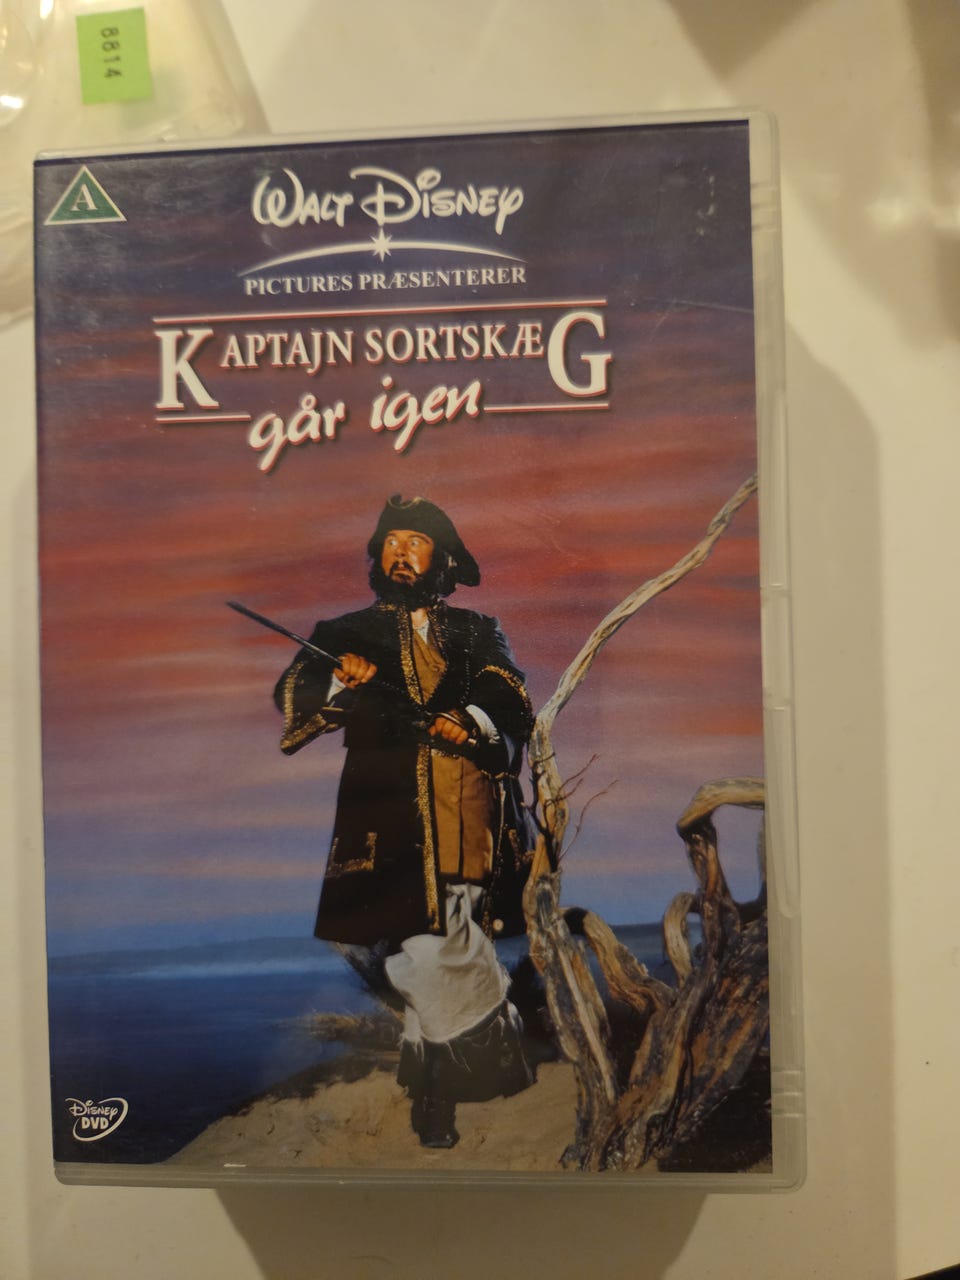 8814
A
WALT DISNEY
PICTURES PRÆSENTERER
KAPTAJN SORTSKÆG
går igen
DISNEY
DVD